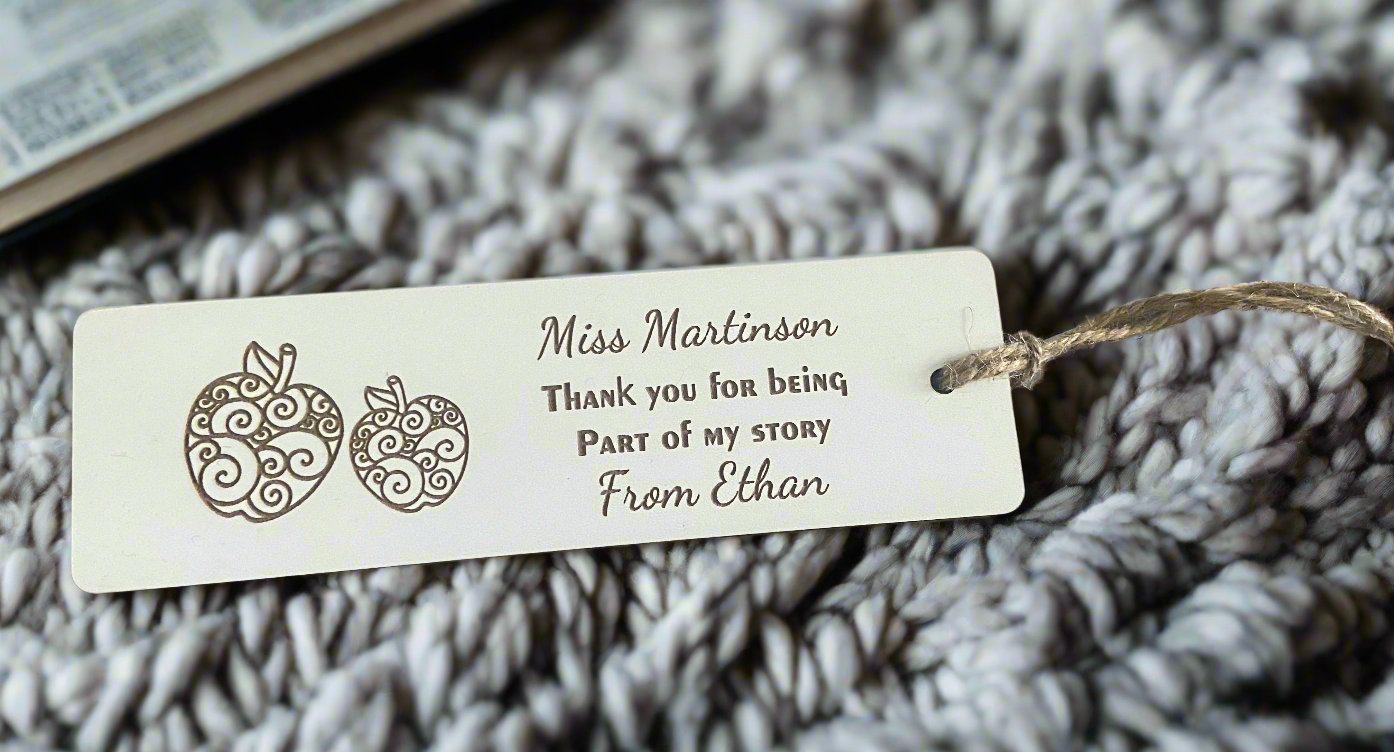 Miss Martinson
Thank you for being
Part of my story
From Ethan